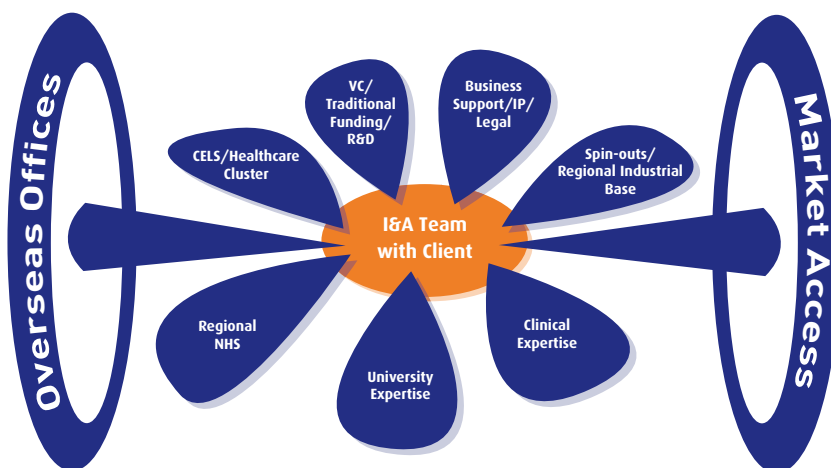 Overseas Offices
VC/
Traditional
Funding/
R&D
Business
Support/IP/
Legal
CELS/Healthcare
Cluster
Spin-outs/
Regional Industrial
Base
I&A Team
with Client
Regional
NHS
University
Expertise
Clinical
Expertise
Market Access